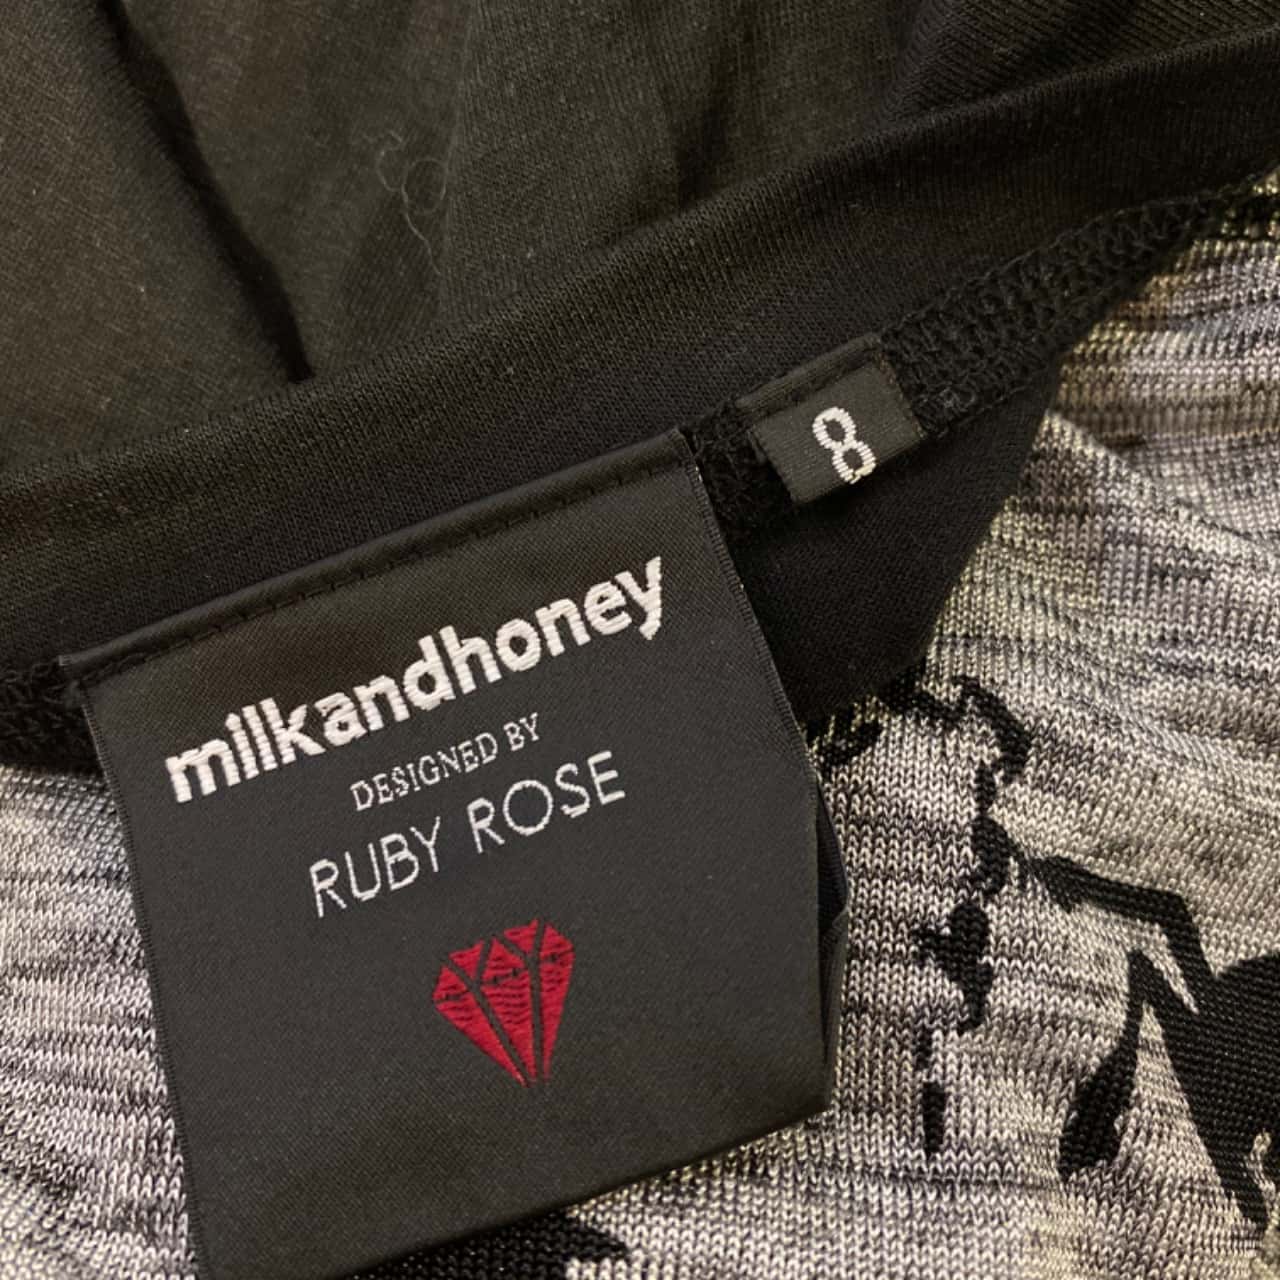 8
milkandhoney
DESIGNED BY
RUBY ROSE